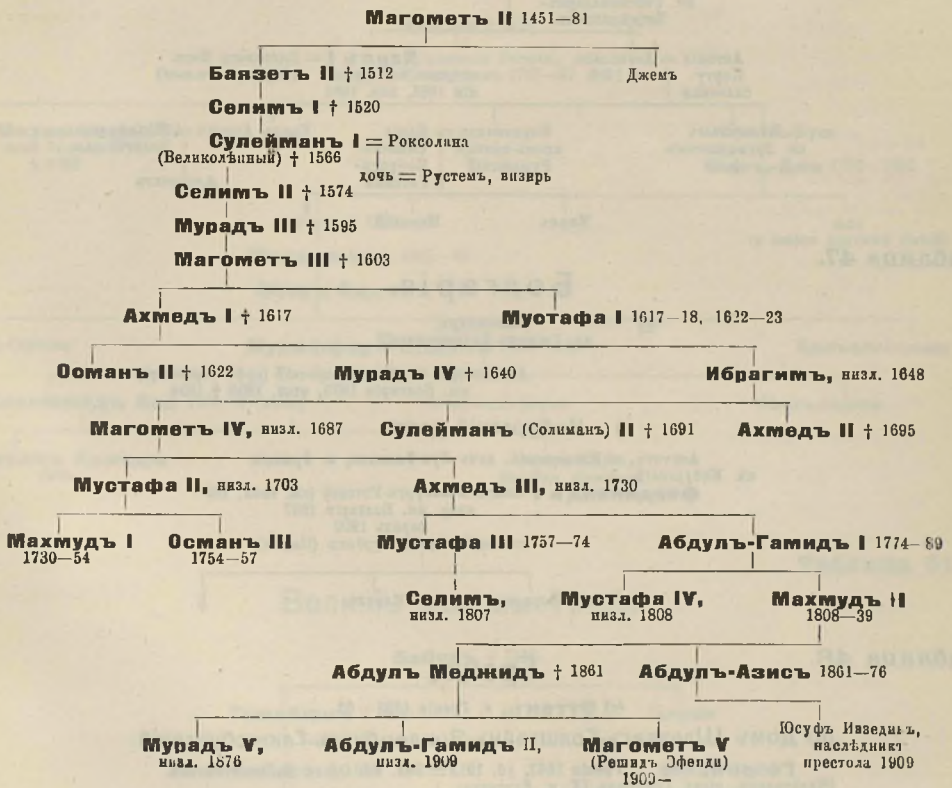 Магометъ II 1451—81
Баязетъ II † 1512
Джемъ
Селимъ I † 1520
Сулейманъ I = Роксолана
(Великолѣпный) † 1566
дочь = Рустемъ, визирь
Селимъ II † 1574
Мурадъ III † 1595
Магометъ III † 1603
Ахмедъ I † 1617
Мустафа I 1617—18, 1622—23
Османъ II † 1622
Мурадъ IV † 1640
Ибрагимъ, низл. 1648
Магометъ IV, низл. 1687
Сулейманъ (Солиманъ) II † 1691
Ахмедъ II † 1695
Мустафа II, низл. 1703
Ахмедъ III, низл. 1730
Махмудъ I
1730—54
Османъ III
1754—57
Мустафа III 1757—74
Абдулъ-Гамидъ I 1774—89
Селимъ,
низл. 1807
Мустафа IV,
низл. 1808
Махмудъ II
1808—39
Абдулъ Меджидъ † 1861
Абдулъ-Азисъ 1861—76
Мурадъ V,
низл. 1876
Абдулъ-Гамидъ II,
низл. 1909
Магометъ V
(Решидъ Эфенди)
1909—
Юсуфъ Иззединъ,
наслѣдникъ
престола 1909